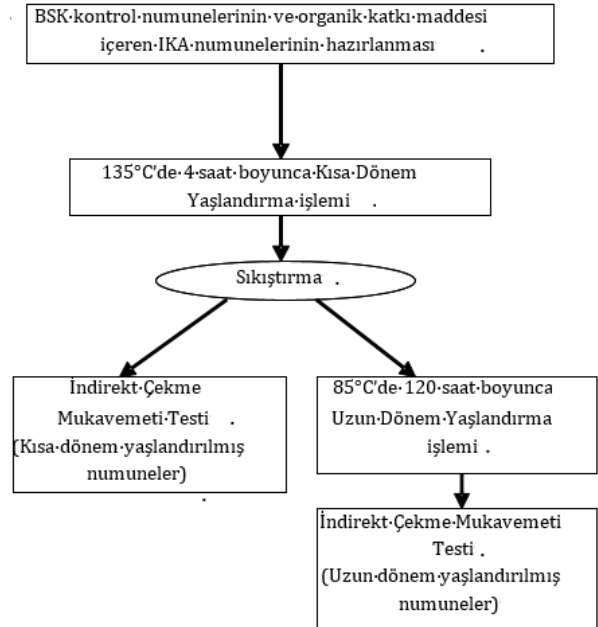 BSK·kontrol·numunelerinin·ve·organik·katkı·maddesi
içeren·IKA·numunelerinin·hazırlanması .
135°C'de·4·saat·boyunca·Kısa·Dönem
Yaşlandırma·işlemi .
Sıkıştırma .
İndirekt·Çekme
Mukavemeti·Testi .
(Kısa·dönem·yaşlandırılmış
numuneler)
.
85°C'de·120·saat·boyunca
Uzun·Dönem·Yaşlandırma
işlemi .
İndirekt·Çekme·Mukavemeti
Testi .
(Uzun·dönem·yaşlandırılmış
numuneler)